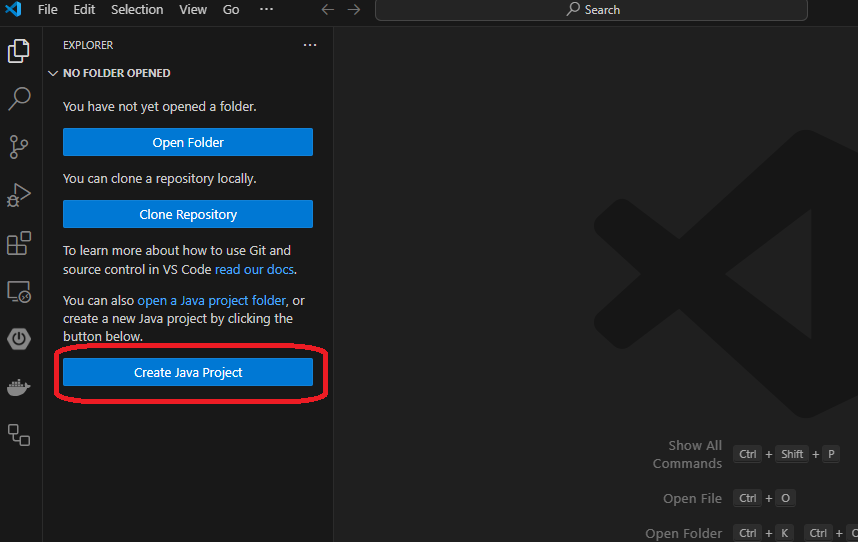 File Edit Selection View Go ···
Search
EXPLORER ···
NO FOLDER OPENED
You have not yet opened a folder.
Open Folder
You can clone a repository locally.
Clone Repository
To learn more about how to use Git and
source control in VS Code read our docs.
You can also open a Java project folder, or
create a new Java project by clicking the
button below.
Create Java Project
Show All
Commands
Ctrl + Shift + P
Open File Ctrl + O
Open Folder Ctrl + K Ctrl +